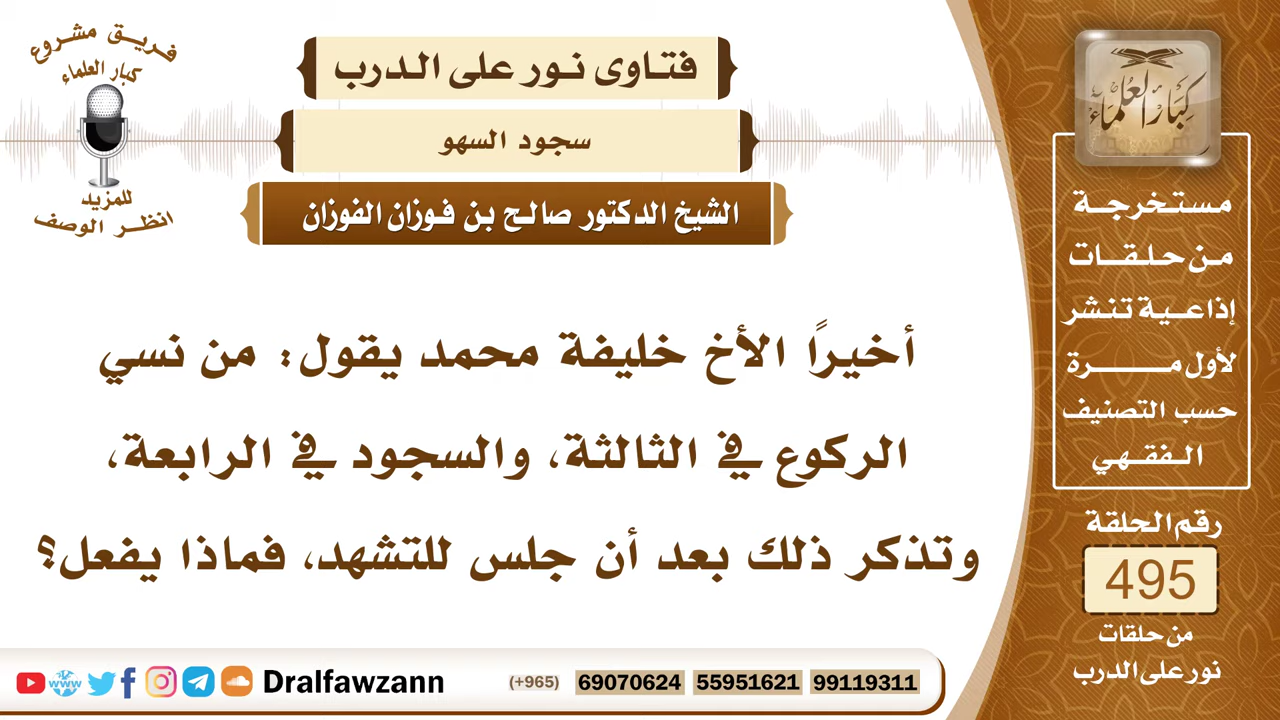 فريق مشروع
كبار العلماء
للمزيد
انظر الوصف
فتاوى نور على الدرب
سجود السهو
الشيخ الدكتور صالح بن فوزان الفوزان
أخيراً الأخ خليفة محمد يقول: من نسي
الركوع في الثالثة، والسجود في الرابعة،
وتذكر ذلك بعد أن جلس للتشهد، فماذا يفعل؟
كبار العلماء
مستخرجة
من حلقات
إذاعية تنشر
لأول مرة
حسب التصنيف
الفقهي
رقم الحلقة
495
من حلقات
نور على الدرب
Dralfawzann (+965) 69070624 55951621 99119311